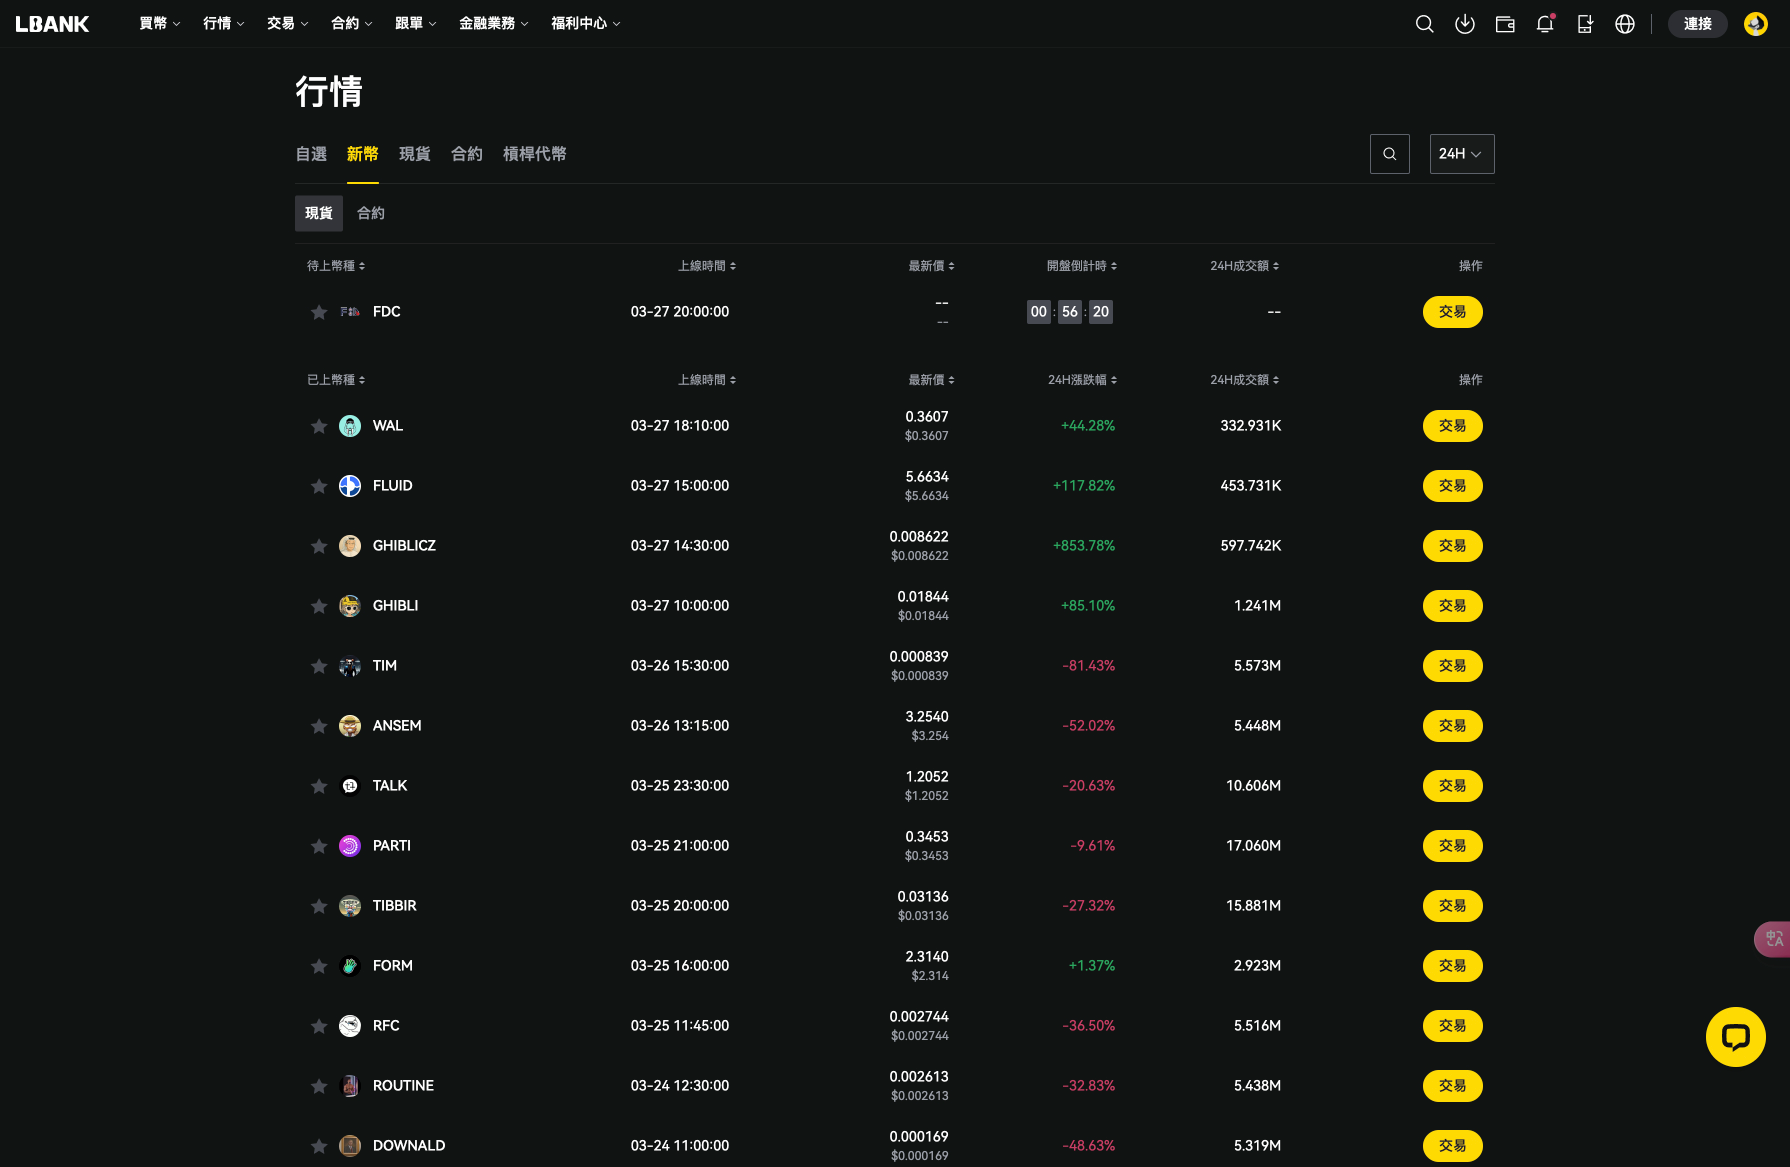 LBANK 買幣 行情 交易 合約 跟單 金融業務 福利中心 連接
行情
自選 新幣 現貨 合約 槓桿代幣 24H
現貨 合約
待上幣種 上線時間 最新價 開盤倒計時 24H成交額 操作
FDC 03-27 20:00:00 -- 00 : 56 : 20 -- 交易
--
已上幣種 上線時間 最新價 24H漲跌幅 24H成交額 操作
WAL 03-27 18:10:00 0.3607 +44.28% 332.931K 交易
$0.3607
FLUID 03-27 15:00:00 5.6634 +117.82% 453.731K 交易
$5.6634
GHIBLICZ 03-27 14:30:00 0.008622 +853.78% 597.742K 交易
$0.008622
GHIBLI 03-27 10:00:00 0.01844 +85.10% 1.241M 交易
$0.01844
TIM 03-26 15:30:00 0.000839 -81.43% 5.573M 交易
$0.000839
ANSEM 03-26 13:15:00 3.2540 -52.02% 5.448M 交易
$3.254
TALK 03-25 23:30:00 1.2052 -20.63% 10.606M 交易
$1.2052
PARTI 03-25 21:00:00 0.3453 -9.61% 17.060M 交易
$0.3453
TIBBIR 03-25 20:00:00 0.03136 -27.32% 15.881M 交易
$0.03136
FORM 03-25 16:00:00 2.3140 +1.37% 2.923M 交易
$2.314
RFC 03-25 11:45:00 0.002744 -36.50% 5.516M 交易
$0.002744
ROUTINE 03-24 12:30:00 0.002613 -32.83% 5.438M 交易
$0.002613
DOWNALD 03-24 11:00:00 0.000169 -48.63% 5.319M 交易
$0.000169